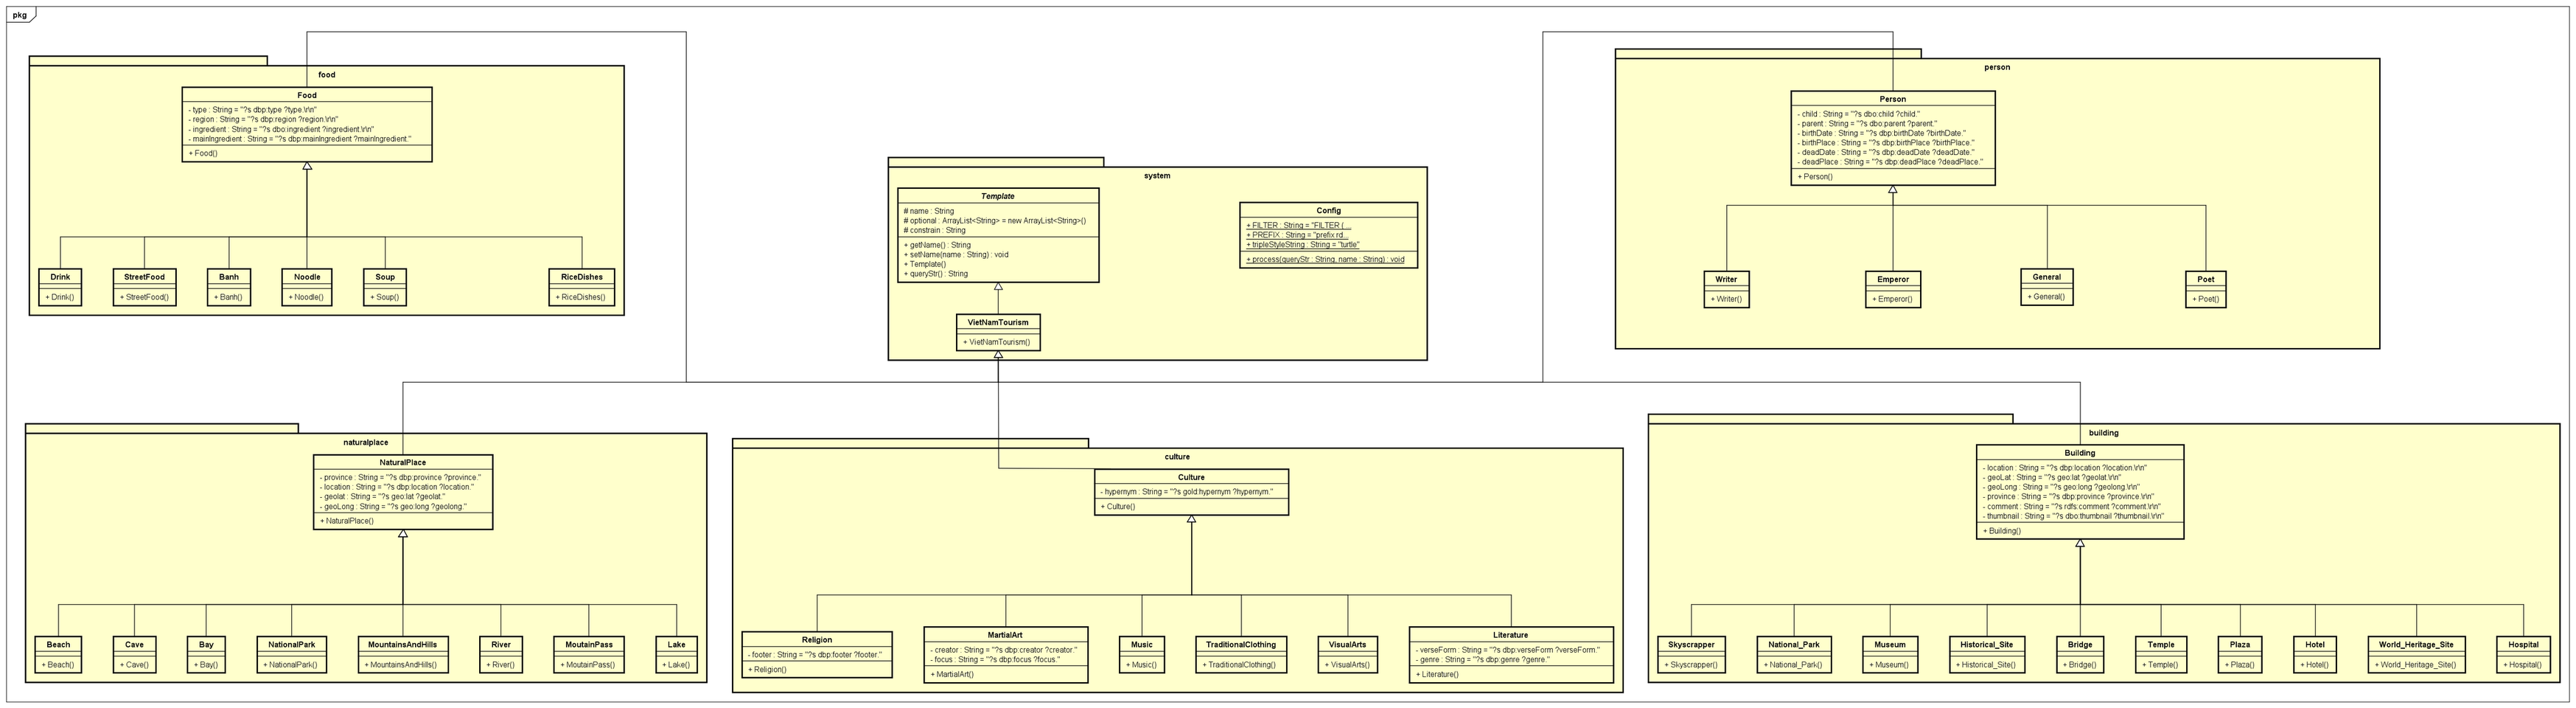 pkg
food
Food
- type : String = "?s dbp:type ?type.\r\n"
- region : String = "?s dbp:region ?region.\r\n"
- ingredient : String = "?s dbo:ingredient ?ingredient.\r\n"
- mainIngredient : String = "?s dbp:mainIngredient ?mainIngredient."
+ Food()
Drink
+ Drink()
StreetFood
+ StreetFood()
Banh
+ Banh()
Noodle
+ Noodle()
Soup
+ Soup()
RiceDishes
+ RiceDishes()
system
Template
# name : String
# optional : ArrayList<String> = new ArrayList<String>()
# constrain : String
+ getName() : String
+ setName(name : String) : void
+ Template()
+ queryStr() : String
Config
+ FILTER : String = "FILTER ( ...
+ PREFIX : String = "prefix rd...
+ tripleStyleString : String = "turtle"
+ process(queryStr : String, name : String) : void
VietNamTourism
+ VietNamTourism()
person
Person
- child : String = "?s dbo:child ?child."
- parent : String = "?s dbo:parent ?parent."
- birthDate : String = "?s dbp:birthDate ?birthDate."
- birthPlace : String = "?s dbp:birthPlace ?birthPlace."
- deadDate : String = "?s dbp:deadDate ?deadDate."
- deadPlace : String = "?s dbp:deadPlace ?deadPlace."
+ Person()
Writer
+ Writer()
Emperor
+ Emperor()
General
+ General()
Poet
+ Poet()
naturalplace
NaturalPlace
- province : String = "?s dbp:province ?province."
- location : String = "?s dbp:location ?location."
- geolat : String = "?s geo:lat ?geolat."
- geoLong : String = "?s geo:long ?geolong."
+ NaturalPlace()
Beach
+ Beach()
Cave
+ Cave()
Bay
+ Bay()
NationalPark
+ NationalPark()
MountainsAndHills
+ MountainsAndHills()
River
+ River()
MoutainPass
+ MoutainPass()
Lake
+ Lake()
culture
Culture
- hypernym : String = "?s gold:hypernym ?hypernym."
+ Culture()
Religion
- footer : String = "?s dbp:footer ?footer."
+ Religion()
MartialArt
- creator : String = "?s dbp:creator ?creator."
- focus : String = "?s dbp:focus ?focus."
+ MartialArt()
Music
+ Music()
TraditionalClothing
+ TraditionalClothing()
VisualArts
+ VisualArts()
Literature
- verseForm : String = "?s dbp:verseForm ?verseForm."
- genre : String = "?s dbp:genre ?genre."
+ Literature()
building
Building
- location : String = "?s dbp:location ?location.\r\n"
- geoLat : String = "?s geo:lat ?geolat.\r\n"
- geoLong : String = "?s geo:long ?geolong.\r\n"
- province : String = "?s dbp:province ?province.\r\n"
- comment : String = "?s rdfs:comment ?comment.\r\n"
- thumbnail : String = "?s dbo:thumbnail ?thumbnail.\r\n"
+ Building()
Skyscrapper
+ Skyscrapper()
National_Park
+ National_Park()
Museum
+ Museum()
Historical_Site
+ Historical_Site()
Bridge
+ Bridge()
Temple
+ Temple()
Plaza
+ Plaza()
Hotel
+ Hotel()
World_Heritage_Site
+ World_Heritage_Site()
Hospital
+ Hospital()